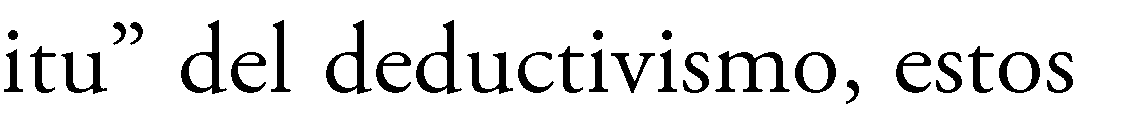 itu” del deductivismo, estos